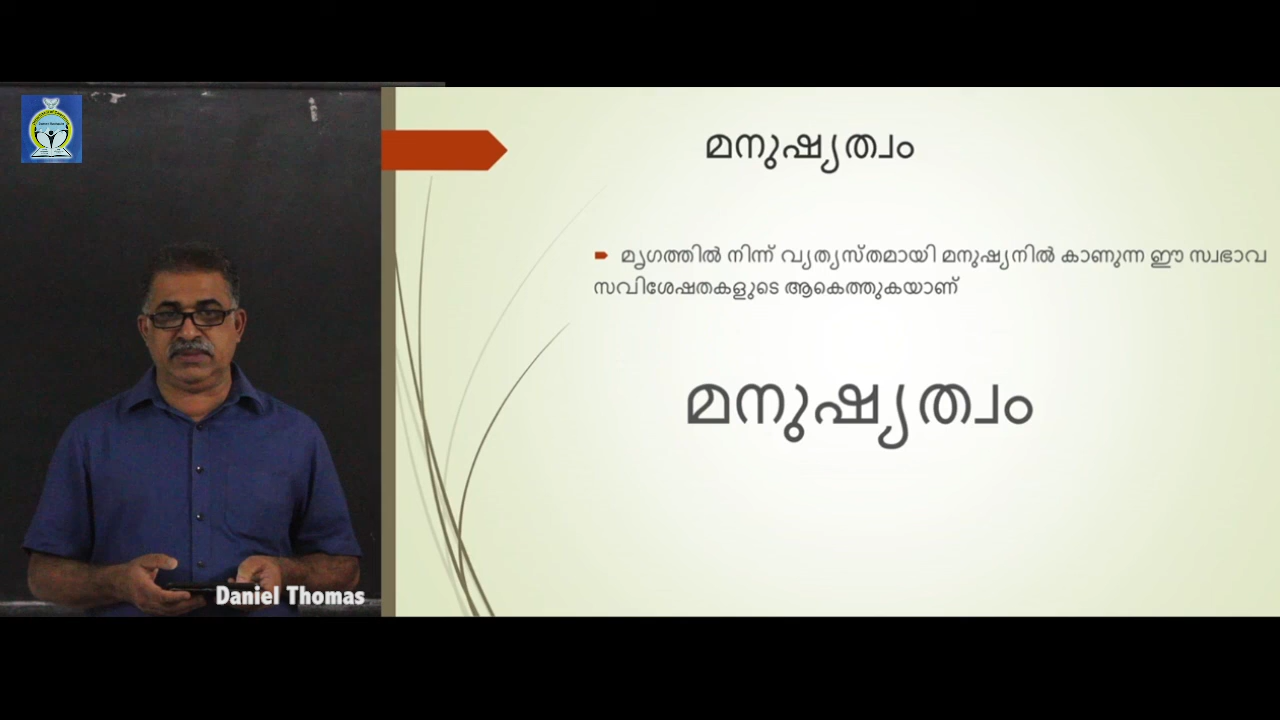 മനുഷ്യത്വം
മൃഗത്തിൽ നിന്ന് വ്യത്യസ്തമായി മനുഷ്യനിൽ കാണുന്ന ഈ സ്വഭാവ
സവിശേഷതകളുടെ ആകെത്തുകയാണ്
മനുഷ്യത്വം
Daniel Thomas